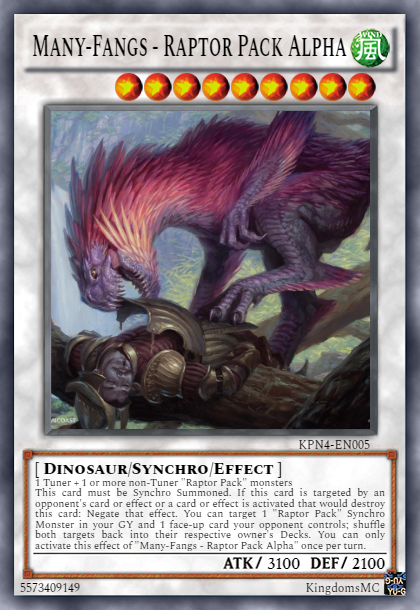 Many-Fangs - Raptor Pack Alpha
WIND
風
KPN4-EN005
[ Dinosaur/Synchro/Effect ]
1 Tuner + 1 or more non-Tuner "Raptor Pack" monsters
This card must be Synchro Summoned. If this card is targeted by an
opponent's card or effect or a card or effect is activated that would destroy
this card: Negate that effect. You can target 1 "Raptor Pack" Synchro
Monster in your GY and 1 face-up card your opponent controls; shuffle
both targets back into their respective owner's Decks. You can only
activate this effect of "Many-Fangs - Raptor Pack Alpha" once per turn.
ATK/ 3100 DEF/ 2100
5573409149
KingdomsMC